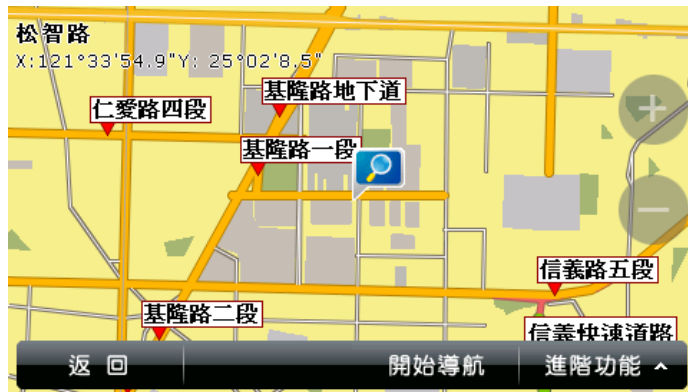 松智路
X:121°33'54.9"Y: 25°02'8.5"
基隆路地下道
仁愛路四段
基隆路一段
信義路五段
基隆路二段
信義快速道路
返 回
開始導航
進階功能